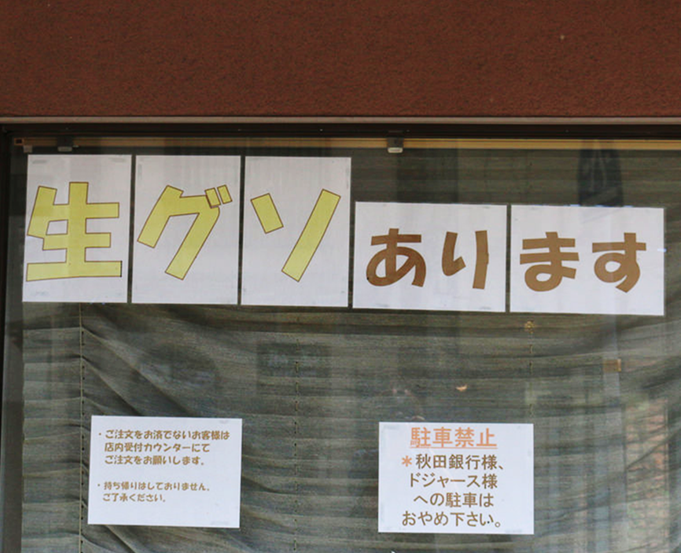 生グソあります
・ご注文をお済でないお客様は
店内受付カウンターにて
ご注文をお願いします。
・持ち帰りはしておりません、
ご了承ください。
駐車禁止
＊秋田銀行様、
ドジャース様
への駐車は
おやめ下さい。